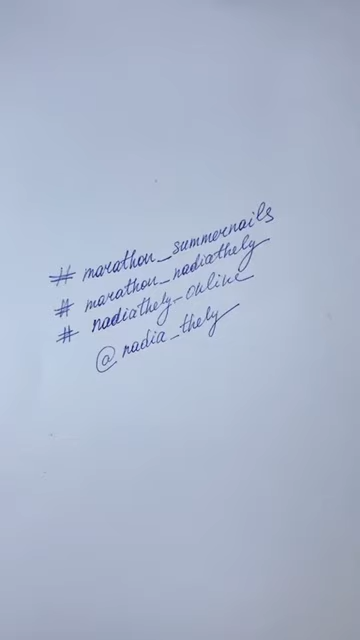 # marathon_summernails
# marathon_nadiathely
# nadiathely_online
@nadia_thely